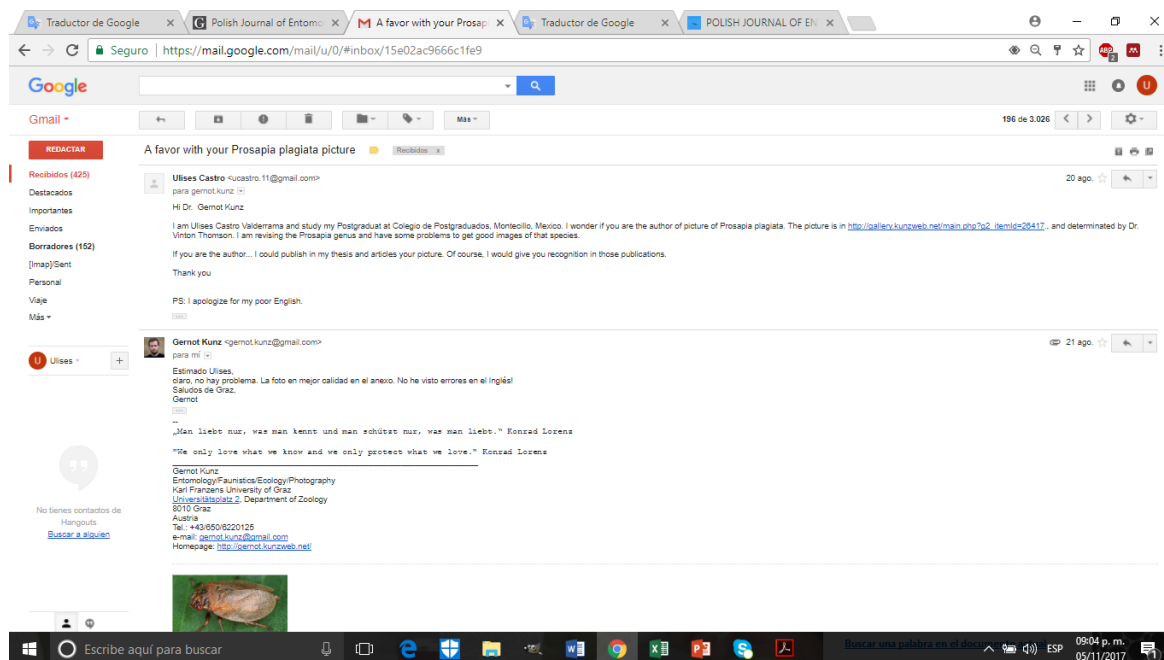 Traductor de Google
Polish Journal of Entomo
A favor with your Prosap
Traductor de Google
POLISH JOURNAL OF EN
Seguro | https://mail.google.com/mail/u/0/#inbox/15e02ac9666c1fe9
ABP
2
Google
U
Gmail
Más
196 de 3.026
REDACTAR
A favor with your Prosapia plagiata picture
Recibidos x
Recibidos (425)
Destacados
Importantes
Enviados
Borradores (152)
[Imap]/Sent
Personal
Viaje
Más
Ulises Castro <ucastro.11@gmail.com>
20 ago.
para gernot.kunz
Hi Dr. Gernot Kunz
I am Ulises Castro Valderrama and study my Postgraduat at Colegio de Postgraduados, Montecillo, Mexico. I wonder if you are the author of picture of Prosapia plagiata. The picture is in http://gallery.kunzweb.net/main.php?g2_itemId=26417., and determinated by Dr.
Vinton Thomson. I am revising the Prosapia genus and have some problems to get good images of that species.
If you are the author... I could publish in my thesis and articles your picture. Of course, I would give you recognition in those publications.
Thank you
PS: I apologize for my poor English.
Gernot Kunz <gernot.kunz@gmail.com>
21 ago.
para mí
Estimado Ulises,
claro, no hay problema. La foto en mejor calidad en el anexo. No he visto errores en el Inglés!
Saludos de Graz,
Gernot
--
„Man liebt nur, was man kennt und man schützt nur, was man liebt." Konrad Lorenz
"We only love what we know and we only protect what we love." Konrad Lorenz
Gernot Kunz
Entomology/Faunistics/Ecology/Photography
Karl Franzens University of Graz
Universitätsplatz 2, Department of Zoology
8010 Graz
Austria
Tel.: +43/650/6220125
e-mail: gernot.kunz@gmail.com
Homepage: http://gernot.kunzweb.net/
U Ulises
No tienes contactos de
Hangouts
Buscar a alguien
Escribe aquí para buscar
Buscar una palabra en el documento
ESP
09:04 p. m.
05/11/2017